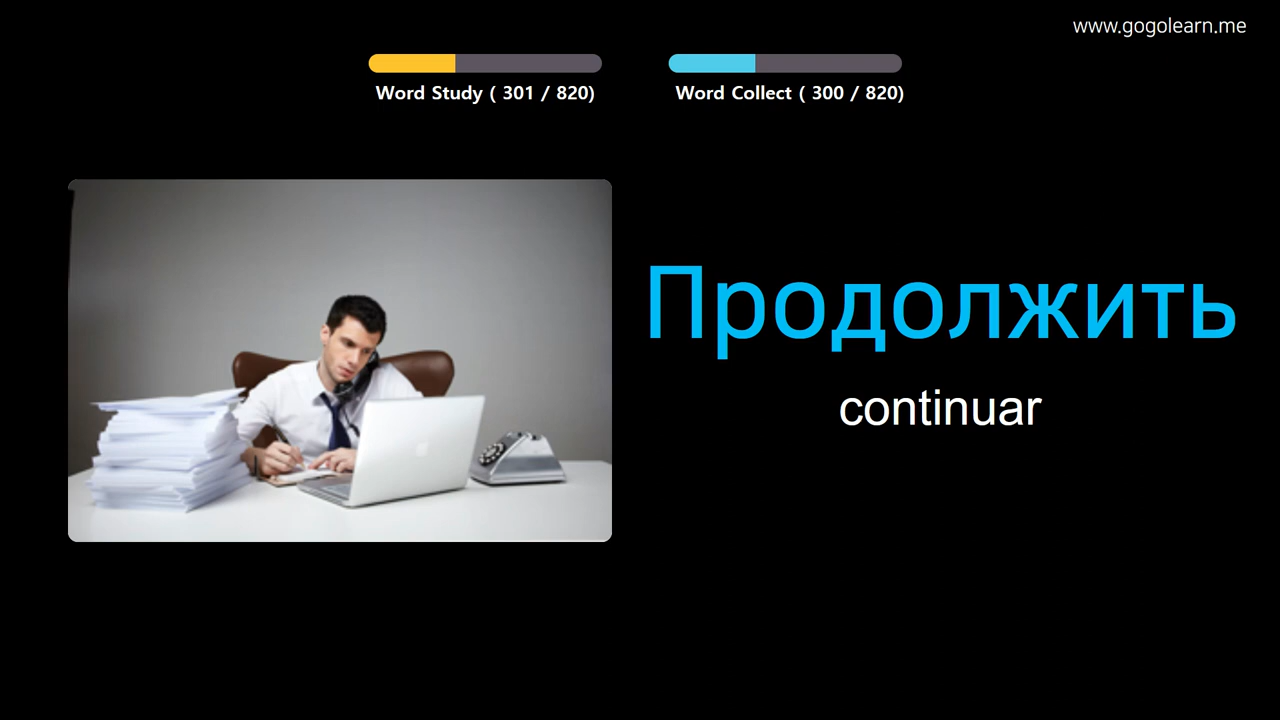 www.gogolearn.me
Word Study ( 301 / 820)
Word Collect ( 300 / 820)
Продолжить
continuar